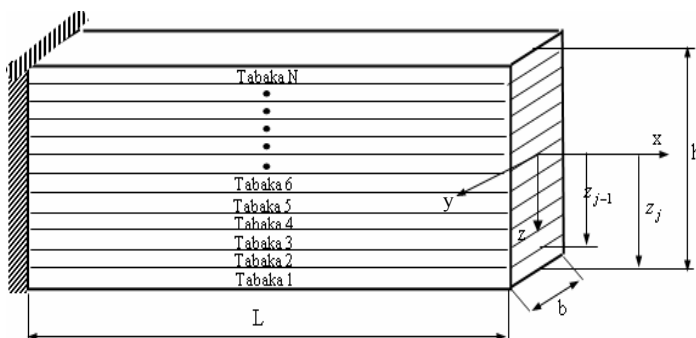 Tabaka N
x
h
Tabaka 6
y
Tabaka 5
Tabaka 4
Tabaka 3
Tabaka 2
Tabaka 1
z
z_{j-1}
z_j
b
L